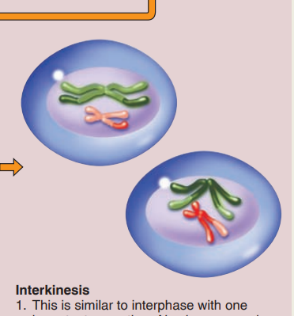 Interkinesis
1. This is similar to interphase with one